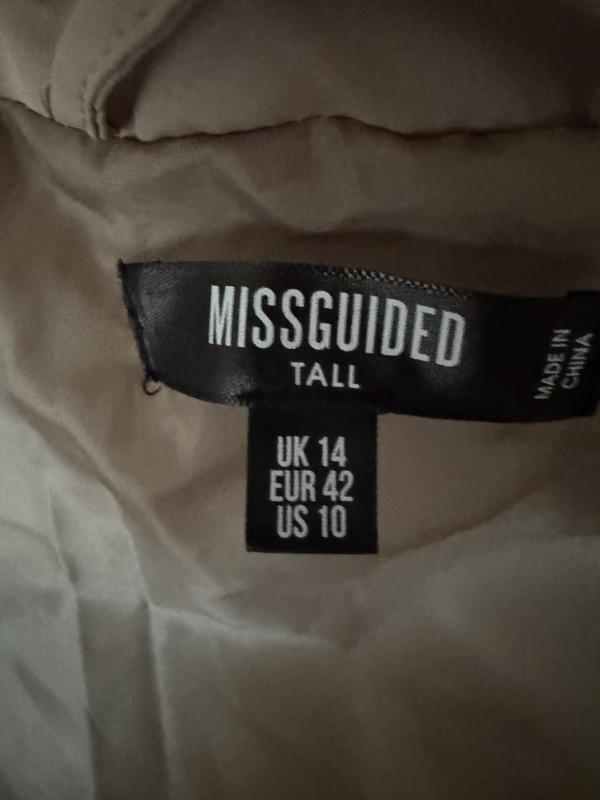 MISSGUIDED
TALL
MADE IN
CHINA
UK 14
EUR 42
US 10